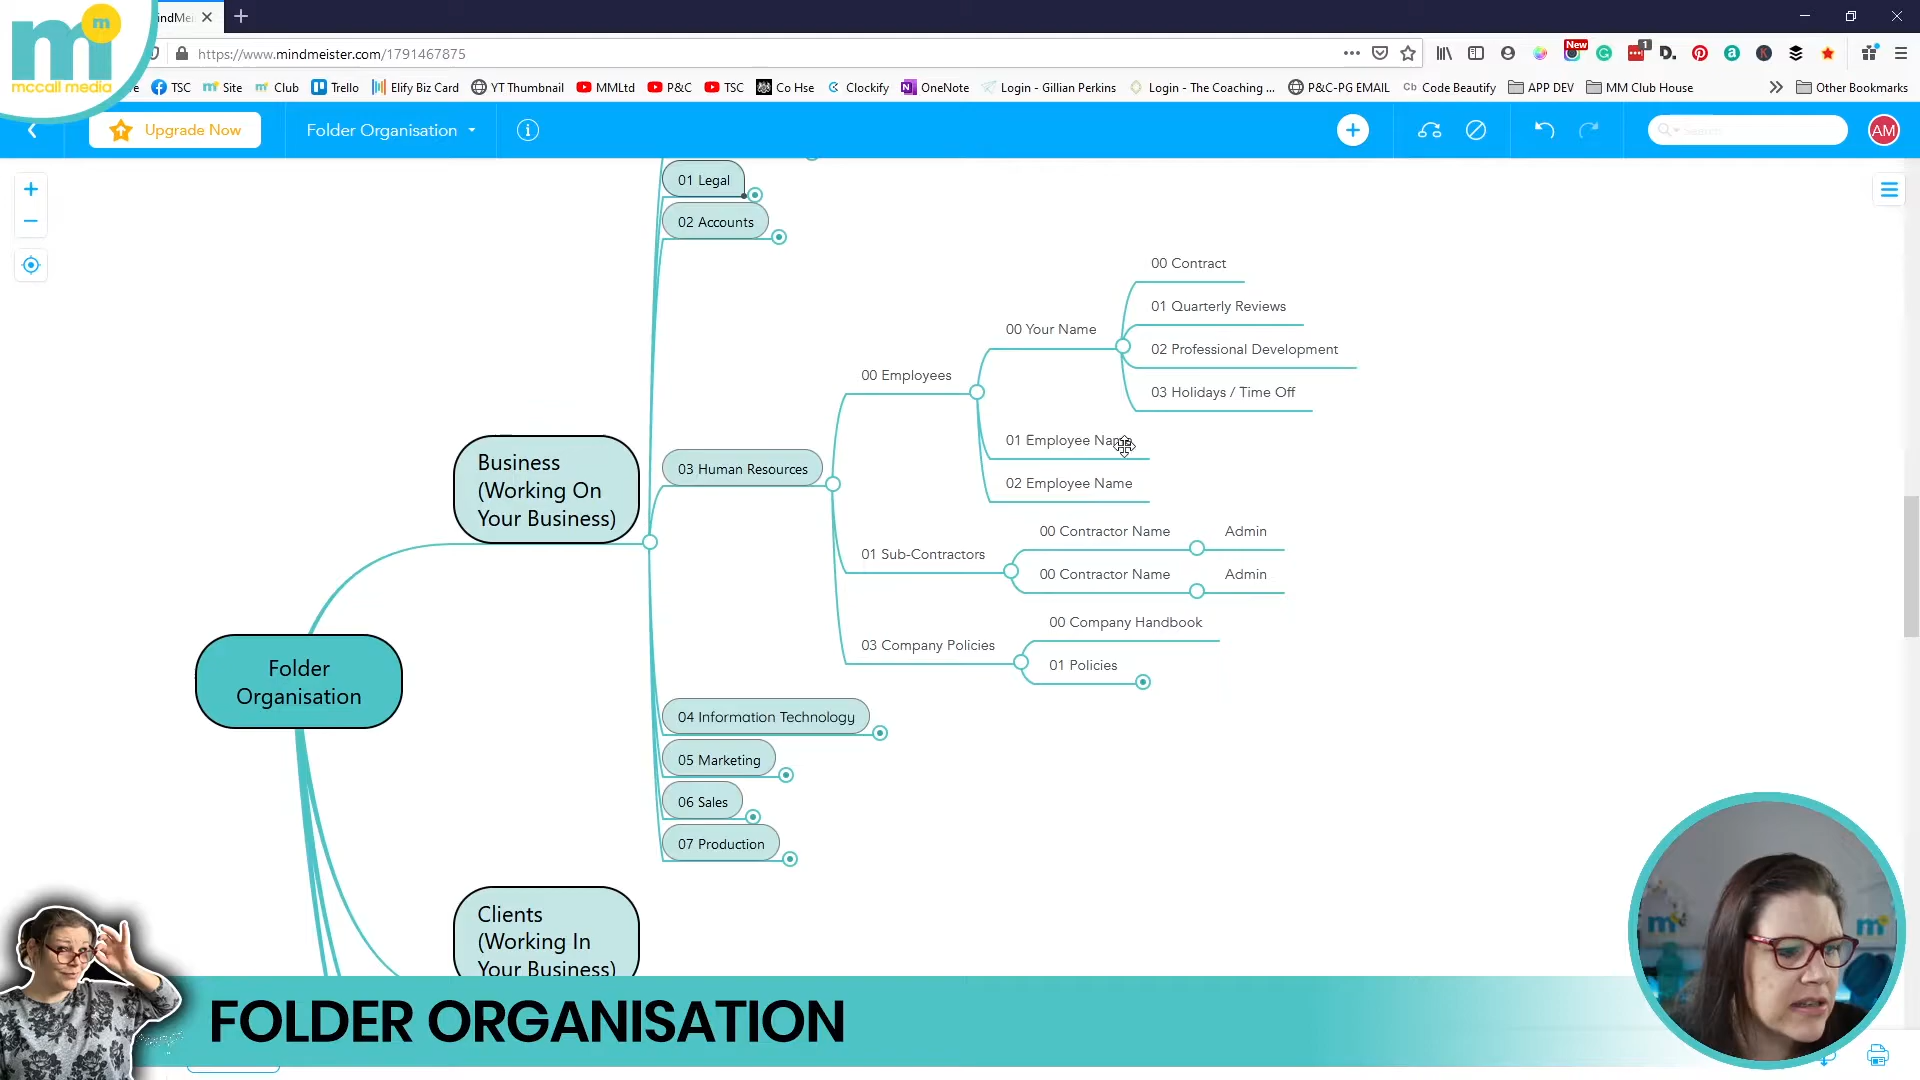 m
m
mccall media
indMei
https://www.mindmeister.com/1791467875
New
1
D.
a
K
TSC
Site
Club
Trello
Elify Biz Card
YT Thumbnail
MMLtd
P&C
TSC
Co Hse
Clockify
OneNote
Login - Gillian Perkins
Login - The Coaching ...
P&C-PG EMAIL
Cb Code Beautify
APP DEV
MM Club House
Other Bookmarks
Upgrade Now
Folder Organisation
AM
01 Legal
02 Accounts
00 Contract
01 Quarterly Reviews
00 Your Name
02 Professional Development
00 Employees
03 Holidays / Time Off
01 Employee Name
Business
(Working On
Your Business)
03 Human Resources
02 Employee Name
00 Contractor Name
Admin
01 Sub-Contractors
00 Contractor Name
Admin
00 Company Handbook
03 Company Policies
01 Policies
Folder
Organisation
04 Information Technology
05 Marketing
06 Sales
07 Production
Clients
(Working In
Your Business)
FOLDER ORGANISATION